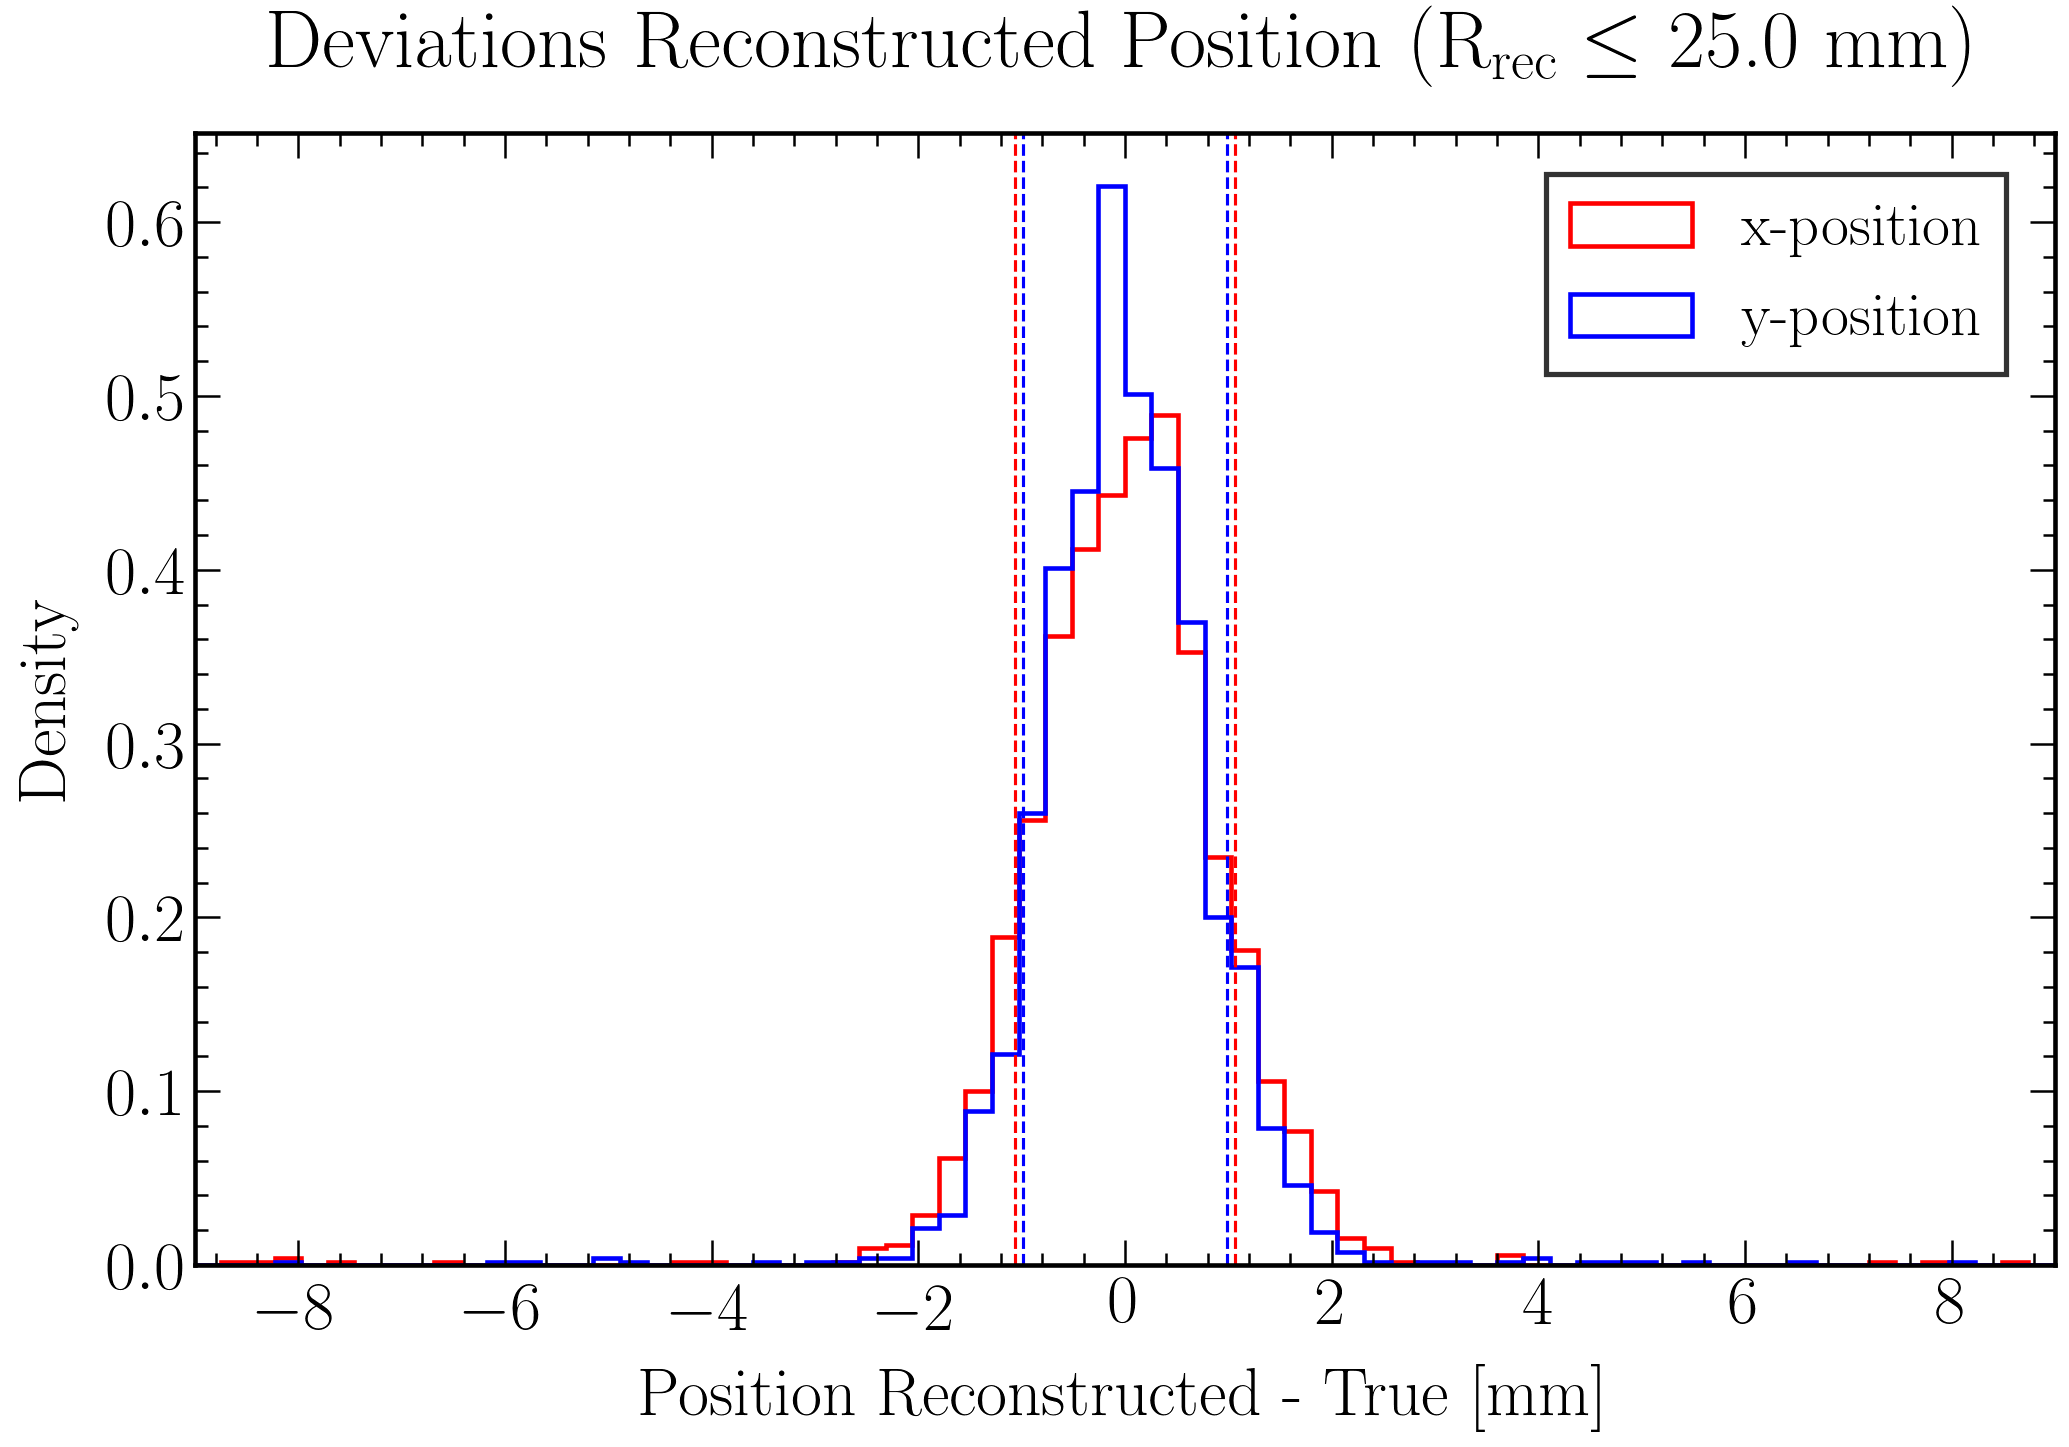 Deviations Reconstructed Position (R_rec ≤ 25.0 mm)
x-position
y-position
0.6
0.5
0.4
0.3
0.2
0.1
0.0
Density
−8 −6 −4 −2 0 2 4 6 8
Position Reconstructed - True [mm]